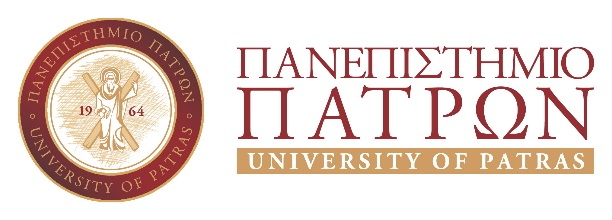 ΠΑΝΕΠΙΣΤΗΜΙΟ ΠΑΤΡΩΝ
19 64
UNIVERSITY OF PATRAS
ΠΑΝΕΠΙΣΤΗΜΙΟ
ΠΑΤΡΩΝ
UNIVERSITY OF PATRAS